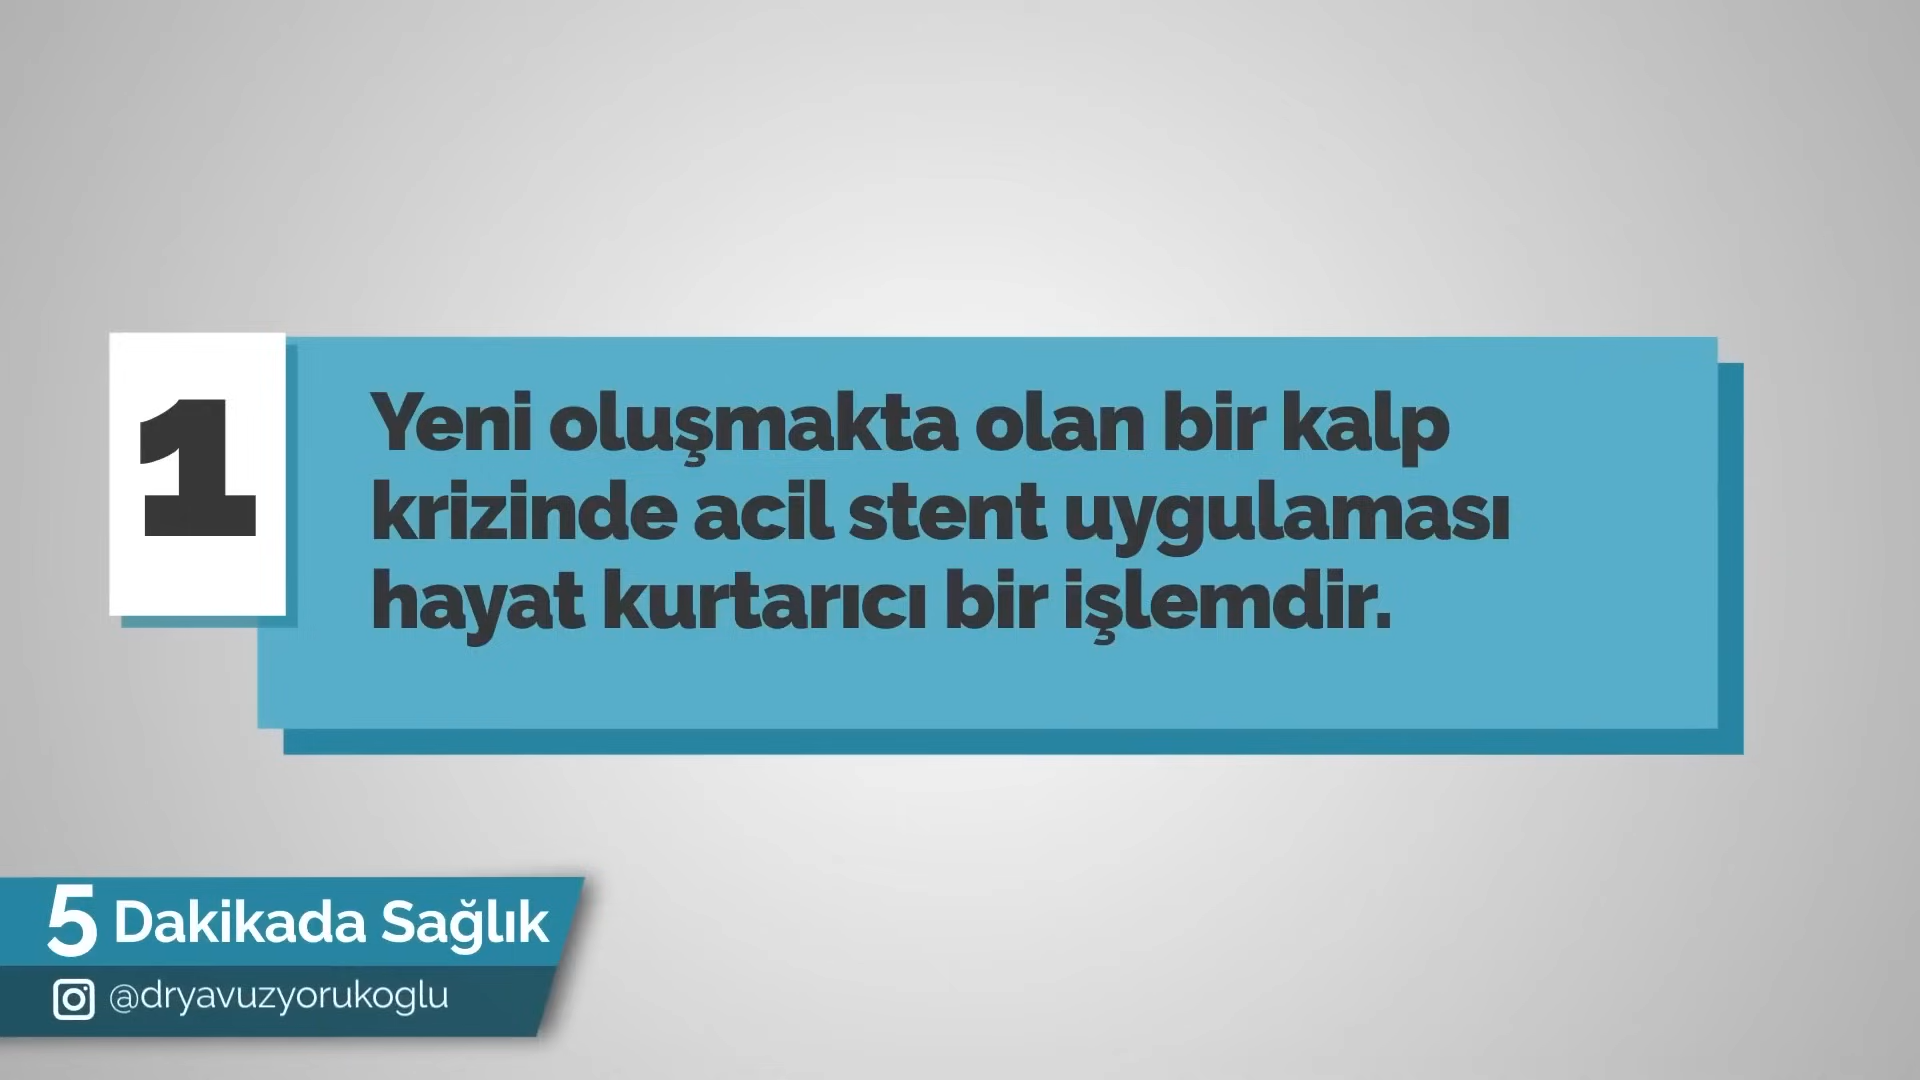 1
Yeni oluşmakta olan bir kalp
krizinde acil stent uygulaması
hayat kurtarıcı bir işlemdir.
5 Dakikada Sağlık
@dryavuzyorukoglu